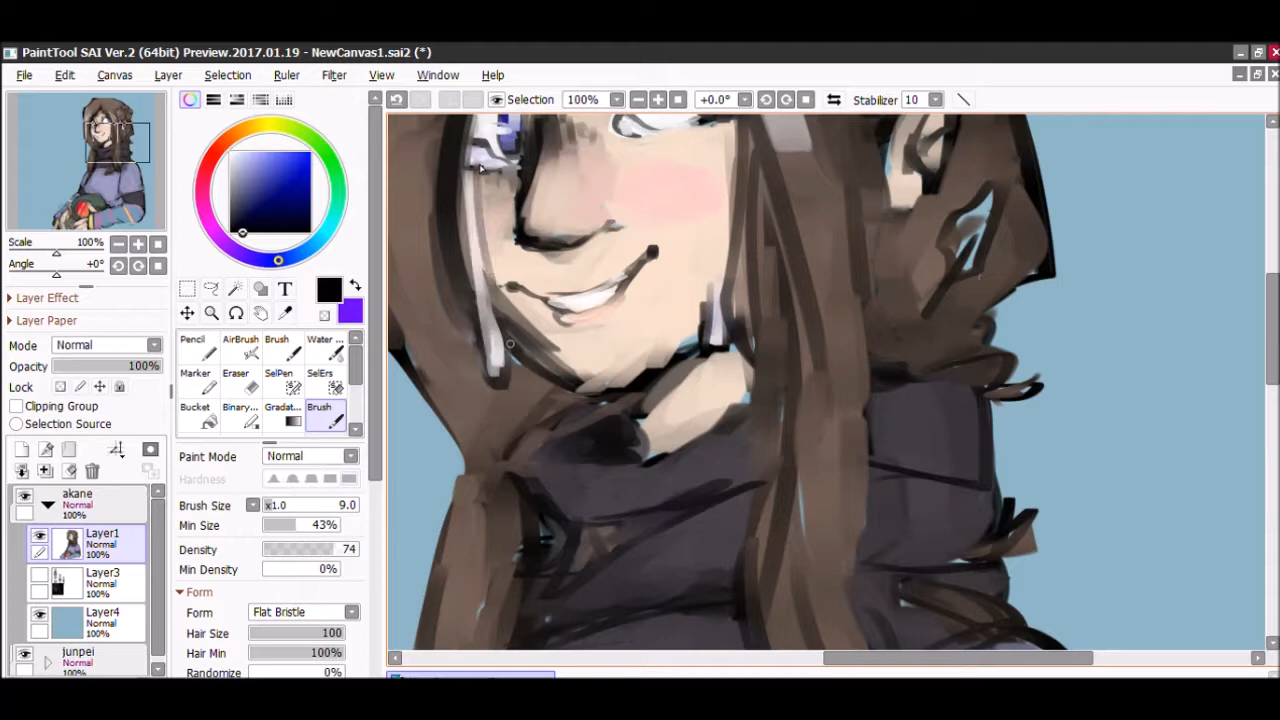 PaintTool SAI Ver.2 (64bit) Preview.2017.01.19 - NewCanvas1.sai2 (*)
File Edit Canvas Layer Selection Ruler Filter View Window Help
Selection 100% +0.0° Stabilizer 10
Scale 100%
Angle +0°
Layer Effect
Layer Paper
Mode Normal
Opacity 100%
Lock
Clipping Group
Selection Source
akane
Normal
100%
Layer1
Normal
100%
Layer3
Normal
100%
Layer4
Normal
100%
junpei
Normal
100%
T
Pencil AirBrush Brush Water ..
Marker Eraser SelPen SelErs
Bucket Binary... Gradat... Brush
Paint Mode Normal
Hardness
Brush Size x1.0 9.0
Min Size 43%
Density 74
Min Density 0%
Form
Form Flat Bristle
Hair Size 100
Hair Min 100%
Randomize 0%